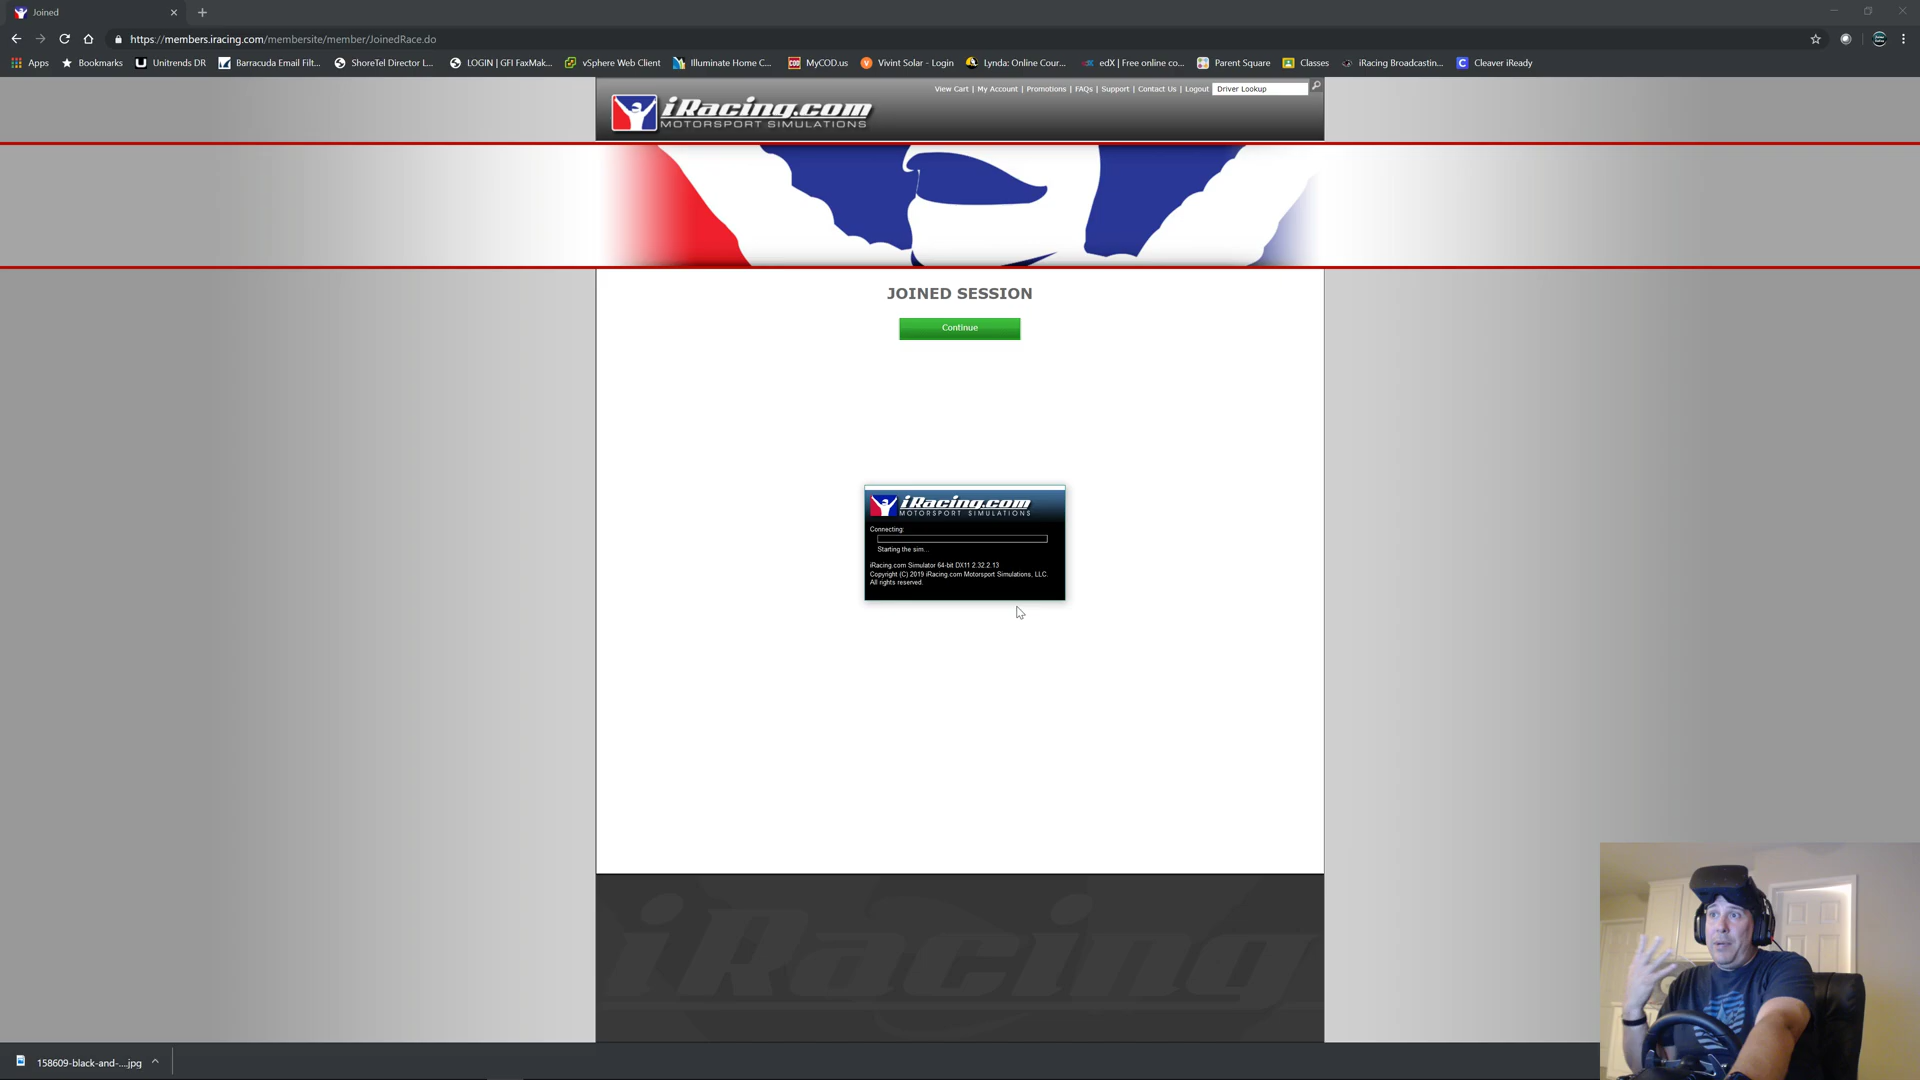 Joined
https://members.iracing.com/membersite/member/JoinedRace.do
Apps
Bookmarks
Unitrends DR
Barracuda Email Filt...
ShoreTel Director L...
LOGIN | GFI FaxMak...
vSphere Web Client
Illuminate Home C...
MyCOD.us
Vivint Solar - Login
Lynda: Online Cour...
edX | Free online co...
Parent Square
Classes
iRacing Broadcasting...
Cleaver iReady
View Cart | My Account | Promotions | FAQs | Support | Contact Us | Logout
Driver Lookup
iRacing.com
MOTORSPORT SIMULATIONS
JOINED SESSION
Continue
iRacing.com
MOTORSPORT SIMULATIONS
Connecting:
Starting the sim...
iRacing.com Simulator 64-bit DX11 2.32.2.13
Copyright (C) 2019 iRacing.com Motorsport Simulations, LLC.
All rights reserved.
iRacing
158609-black-and-....jpg